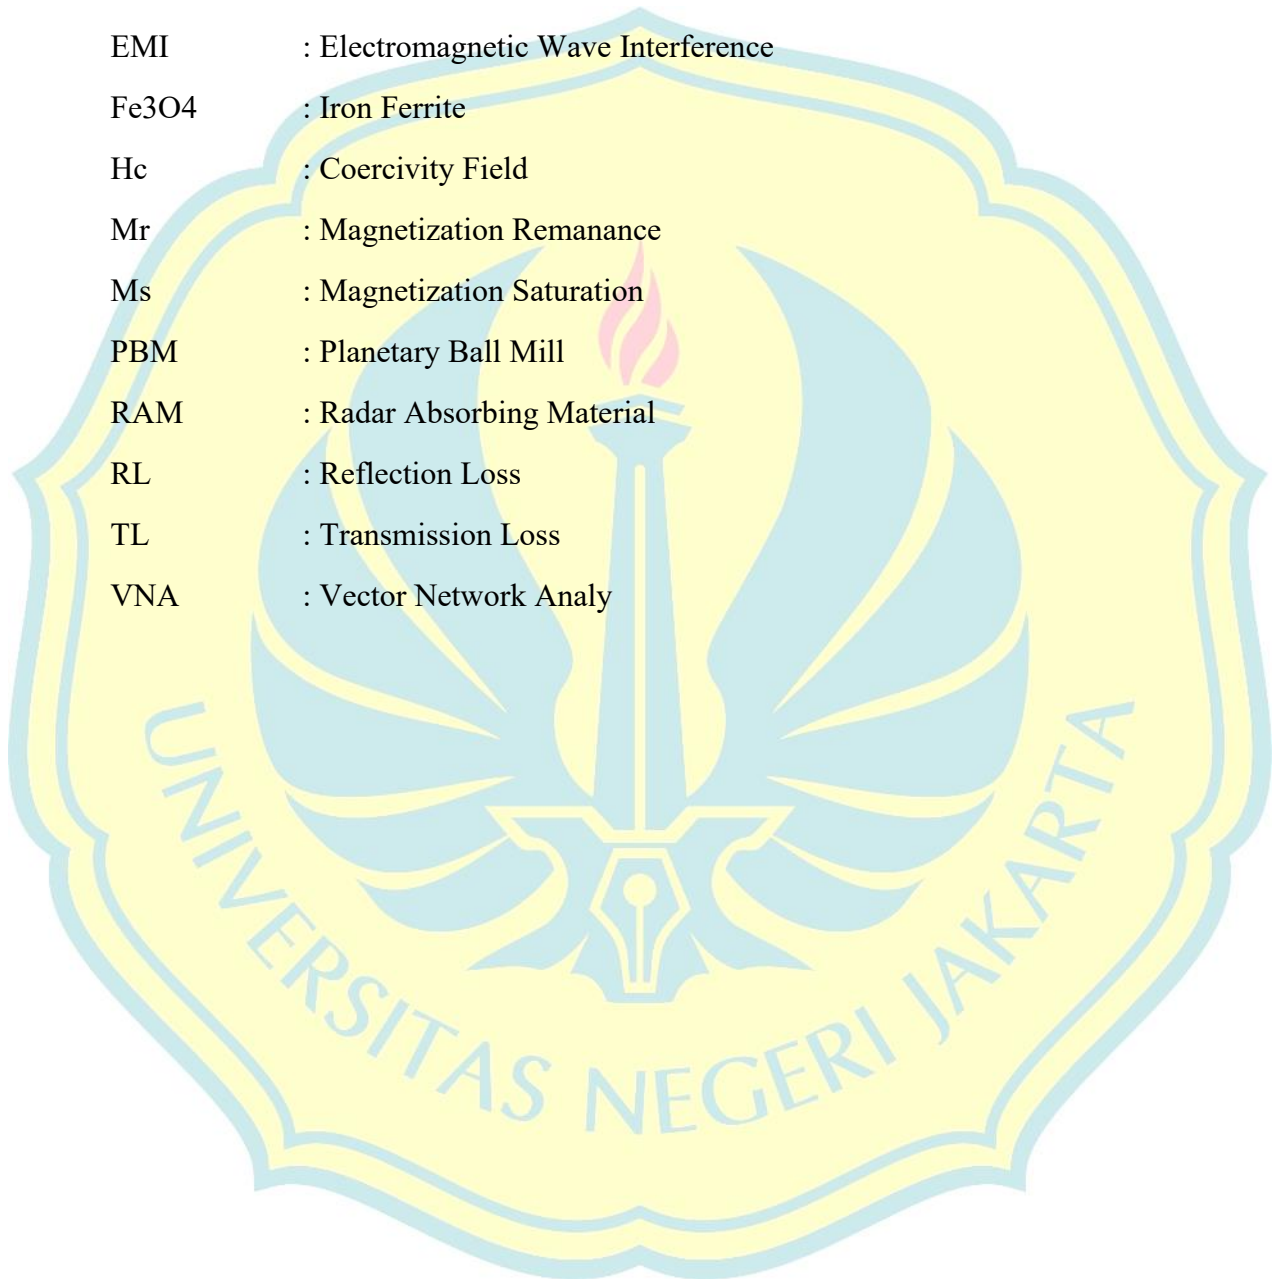 EMI : Electromagnetic Wave Interference
Fe3O4 : Iron Ferrite
Hc : Coercivity Field
Mr : Magnetization Remanance
Ms : Magnetization Saturation
PBM : Planetary Ball Mill
RAM : Radar Absorbing Material
RL : Reflection Loss
TL : Transmission Loss
VNA : Vector Network Analy
UNIVERSITAS NEGERI JAKARTA